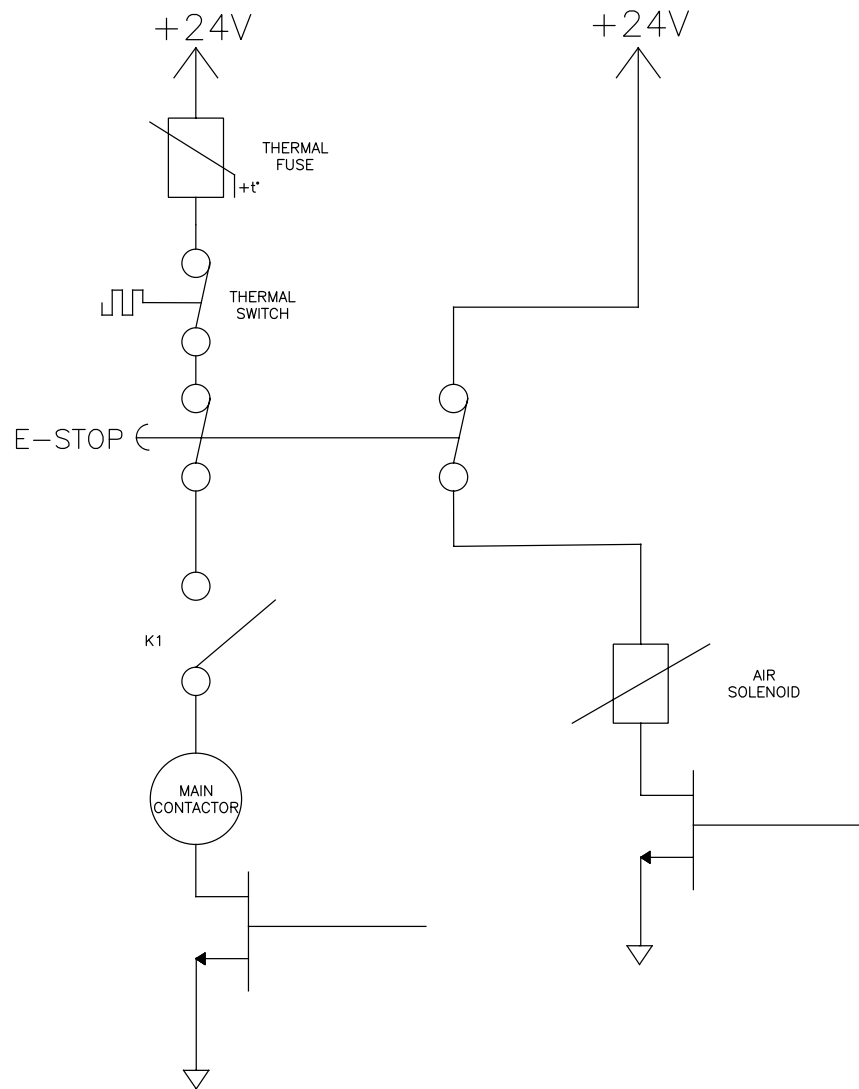 +24V
+24V
THERMAL
FUSE
+t°
THERMAL
SWITCH
E-STOP
K1
AIR
SOLENOID
MAIN
CONTACTOR